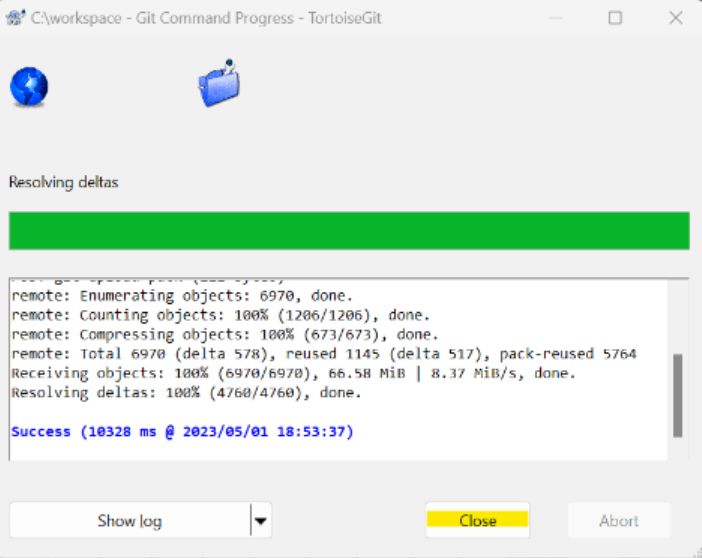 C:\workspace - Git Command Progress - TortoiseGit
Resolving deltas
remote: Enumerating objects: 6970, done.
remote: Counting objects: 100% (1206/1206), done.
remote: Compressing objects: 100% (673/673), done.
remote: Total 6970 (delta 578), reused 1145 (delta 517), pack-reused 5764
Receiving objects: 100% (6970/6970), 66.58 MiB | 8.37 MiB/s, done.
Resolving deltas: 100% (4760/4760), done.
Success (10328 ms @ 2023/05/01 18:53:37)
Show log
Close
Abort